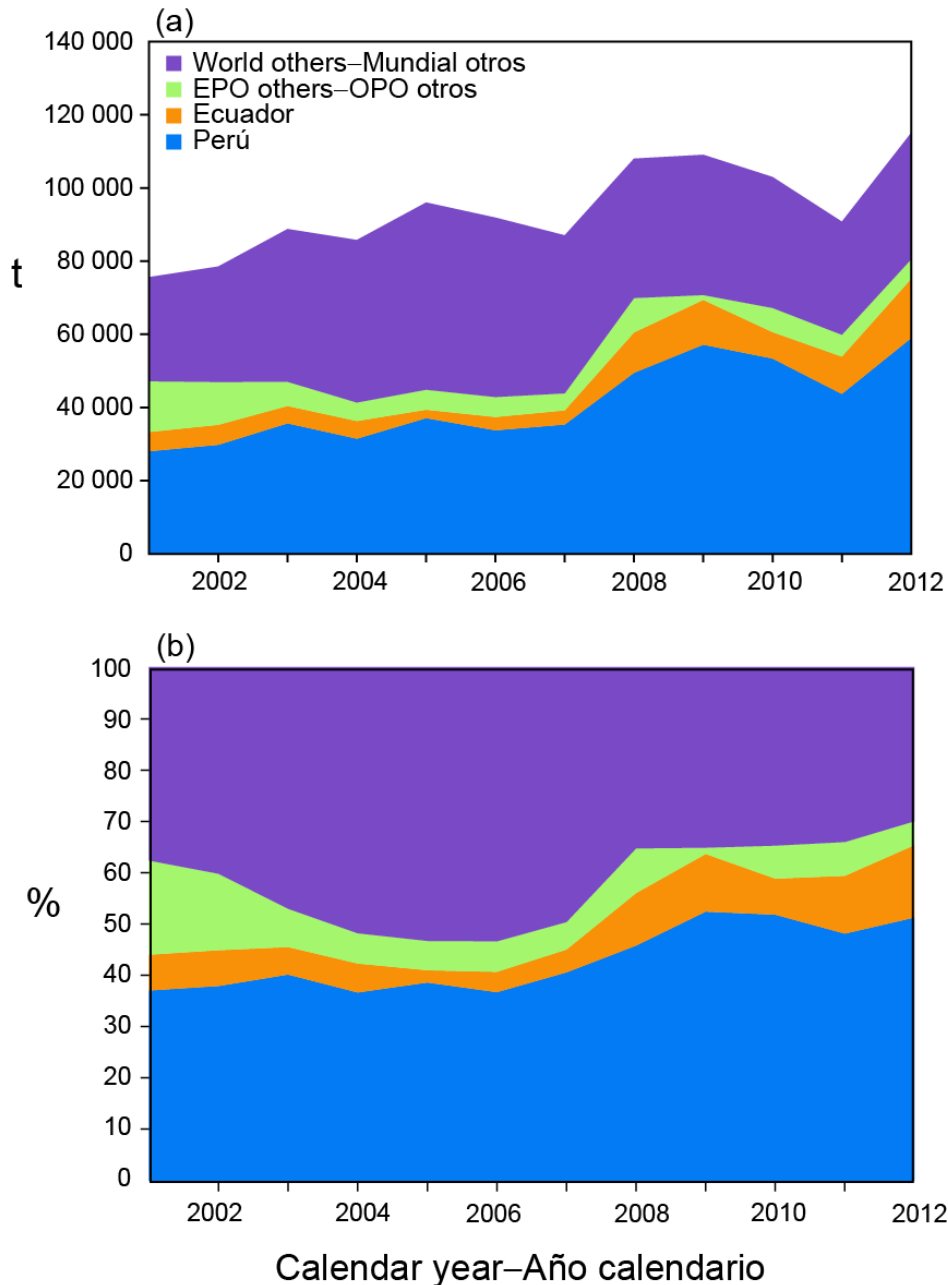 (a)
140 000
120 000
100 000
80 000
60 000
40 000
20 000
0
t
World others–Mundial otros
EPO others–OPO otros
Ecuador
Perú
2002 2004 2006 2008 2010 2012
(b)
100
90
80
70
60
50
40
30
20
10
0
%
2002 2004 2006 2008 2010 2012
Calendar year–Año calendario